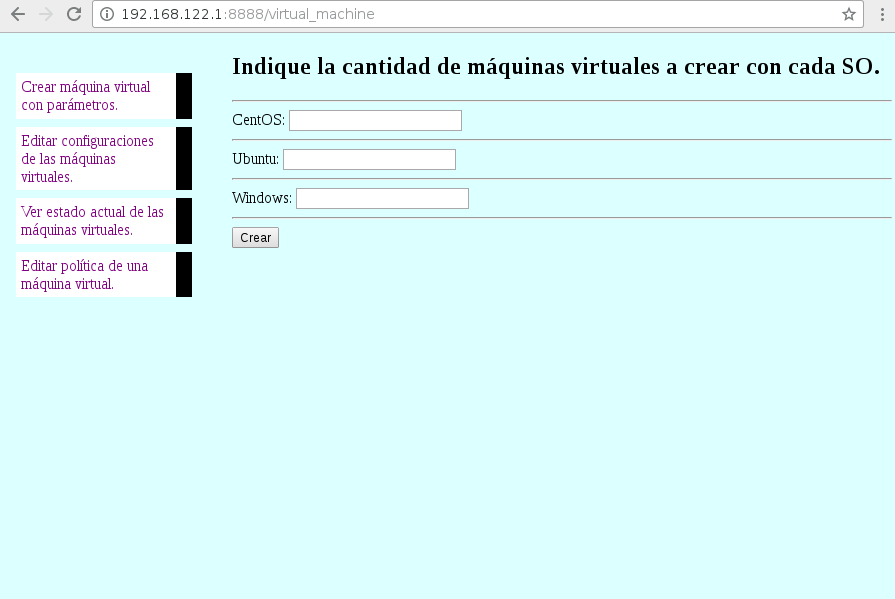 192.168.122.1:8888/virtual_machine
Crear máquina virtual
con parámetros.
Editar configuraciones
de las máquinas
virtuales.
Ver estado actual de las
máquinas virtuales.
Editar política de una
máquina virtual.
Indique la cantidad de máquinas virtuales a crear con cada SO.
CentOS:
Ubuntu:
Windows:
Crear